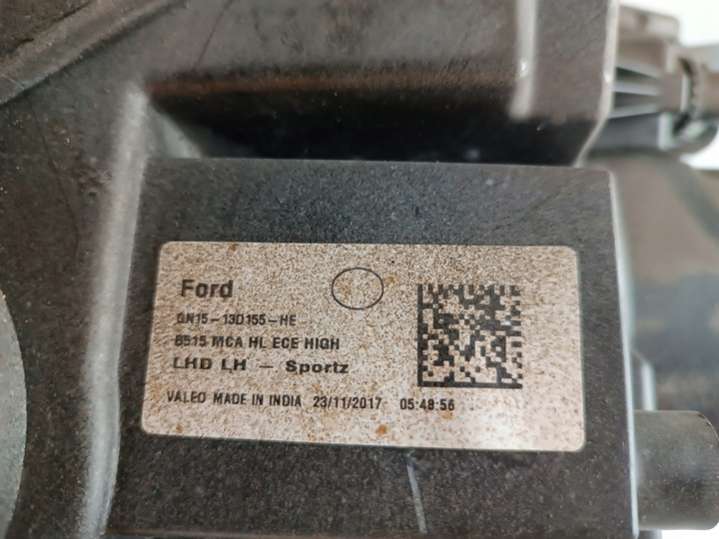 Ford
GN15-13D155-HE
B515 MCA HL ECE HIGH
LHD LH - Sportz
VALEO MADE IN INDIA 23/11/2017 05:48:56